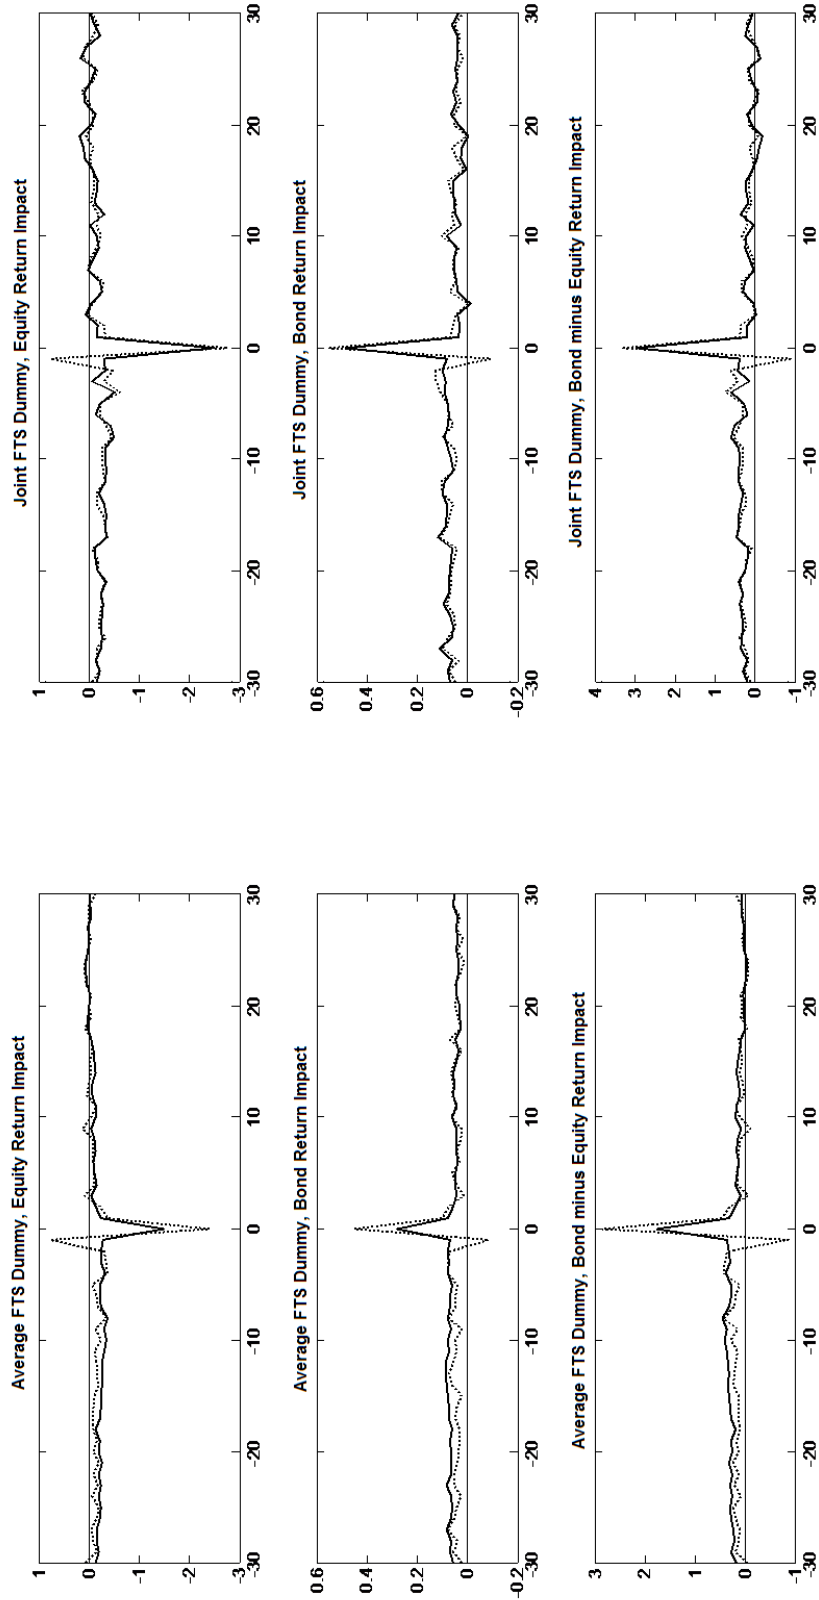 Average FTS Dummy, Equity Return Impact
1
0
-1
-2
-3
-30 -20 -10 0 10 20 30
Joint FTS Dummy, Equity Return Impact
1
0
-1
-2
-3
-30 -20 -10 0 10 20 30
Average FTS Dummy, Bond Return Impact
0.6
0.4
0.2
0
-0.2
-30 -20 -10 0 10 20 30
Joint FTS Dummy, Bond Return Impact
0.6
0.4
0.2
0
-0.2
-30 -20 -10 0 10 20 30
Average FTS Dummy, Bond minus Equity Return Impact
3
2
1
0
-1
-30 -20 -10 0 10 20 30
Joint FTS Dummy, Bond minus Equity Return Impact
4
3
2
1
0
-1
-30 -20 -10 0 10 20 30